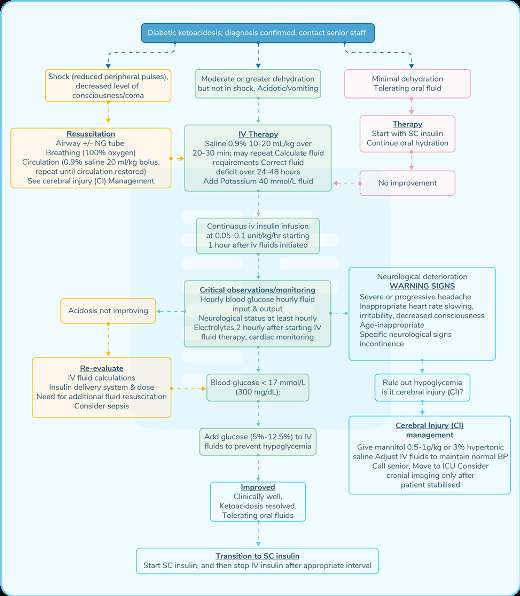 Diabetic ketoacidosis; diagnosis confirmed, contact senior staff
Shock (reduced peripheral pulses),
decreased level of
consciousness/coma
Moderate or greater dehydration
but not in shock, Acidotic/vomiting
Minimal dehydration
Tolerating oral fluid
Resuscitation
Airway +/- NG tube
Breathing (100% oxygen)
Circulation (0.9% saline 20 ml/kg bolus,
repeat until circulation restored)
See cerebral injury (CI) Management
IV Therapy
Saline 0.9% 10-20 mL/kg over
20-30 min; may repeat Calculate fluid
requirements Correct fluid
deficit over 24-48 hours
Add Potassium 40 mmol/L fluid
Therapy
Start with SC insulin
Continue oral hydration
No improvement
Continuous iv insulin infusion
at 0.05-0.1 unit/kg/hr starting
1 hour after iv fluids initiated
Critical observations/monitoring
Hourly blood glucose hourly fluid
input & output
Neurological status at least hourly
Electrolytes 2 hourly after starting IV
fluid therapy, cardiac monitoring
Neurological deterioration
WARNING SIGNS
Severe or progressive headache
Inappropriate heart rate slowing,
irritability, decreased consciousness
Age-inappropriate
Specific neurological signs
incontinence
Acidosis not improving
Re-evaluate
IV fluid calculations
Insulin delivery system & dose
Need for additional fluid resuscitation
Consider sepsis
Blood glucose < 17 mmol/L
(300 mg/dL):
Rule out hypoglycemia
is it cerebral injury (CI)?
Add glucose (5%-12.5%) to IV
fluids to prevent hypoglycemia
Cerebral Injury (CI)
management
Give mannitol 0.5-1g/kg or 3% hypertonic
saline Adjust IV fluids to maintain normal BP
Call senior, Move to ICU Consider
cranial imaging only after
patient stabilised
Improved
Clinically well,
Ketoacidosis resolved,
Tolerating oral fluids
Transition to SC insulin
Start SC insulin, and then stop IV insulin after appropriate interval